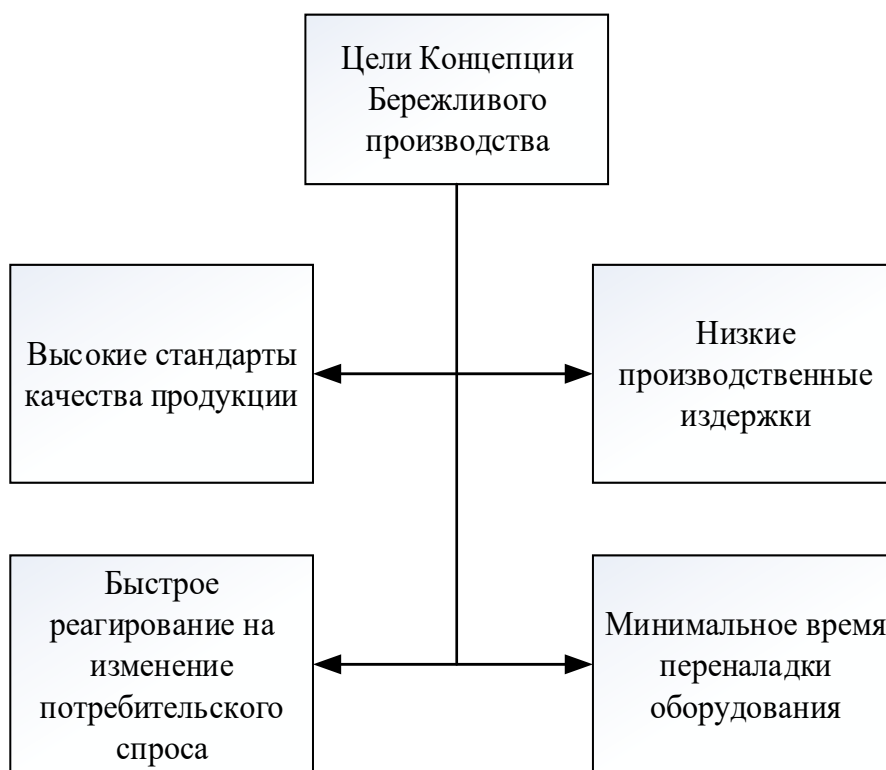 Цели Концепции
Бережливого
производства
Высокие стандарты
качества продукции
Низкие
производственные
издержки
Быстрое
реагирование на
изменение
потребительского
спроса
Минимальное время
переналадки
оборудования